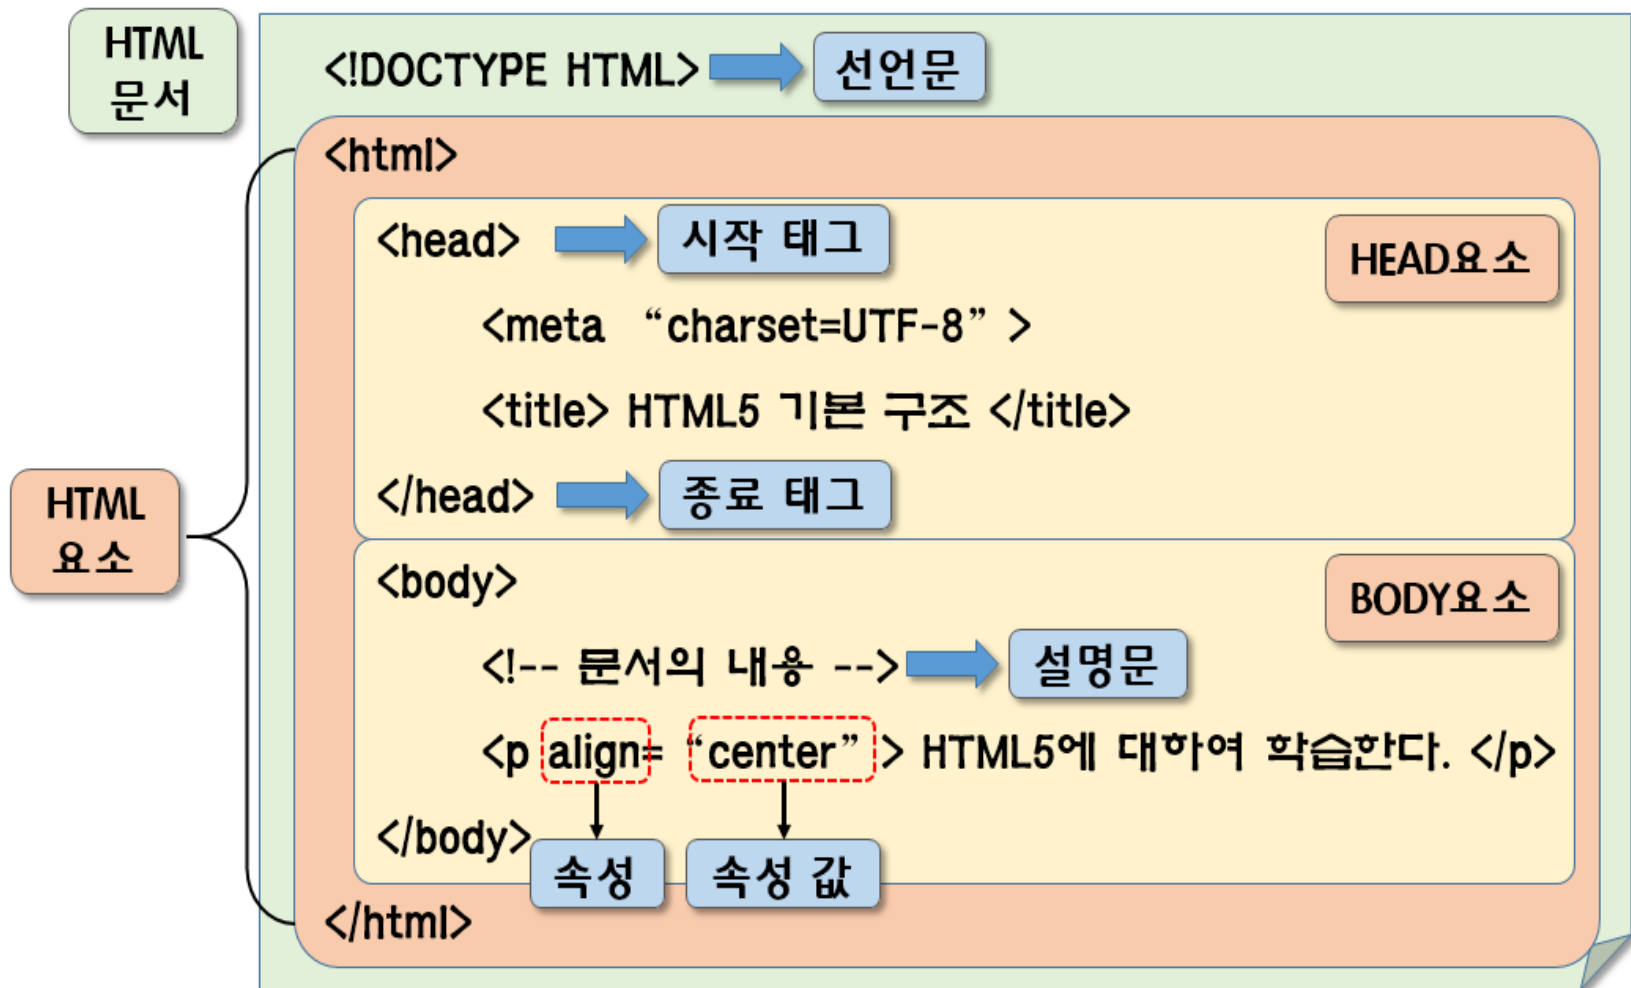 HTML
문서
<!DOCTYPE HTML> 선언문
<html>
<head> 시작 태그
HEAD요소
<meta “charset=UTF-8” >
<title> HTML5 기본 구조 </title>
</head> 종료 태그
HTML
요소
<body>
BODY요소
<!-- 문서의 내용 --> 설명문
<p align= “center” > HTML5에 대하여 학습한다. </p>
</body>
속성 속성 값
</html>